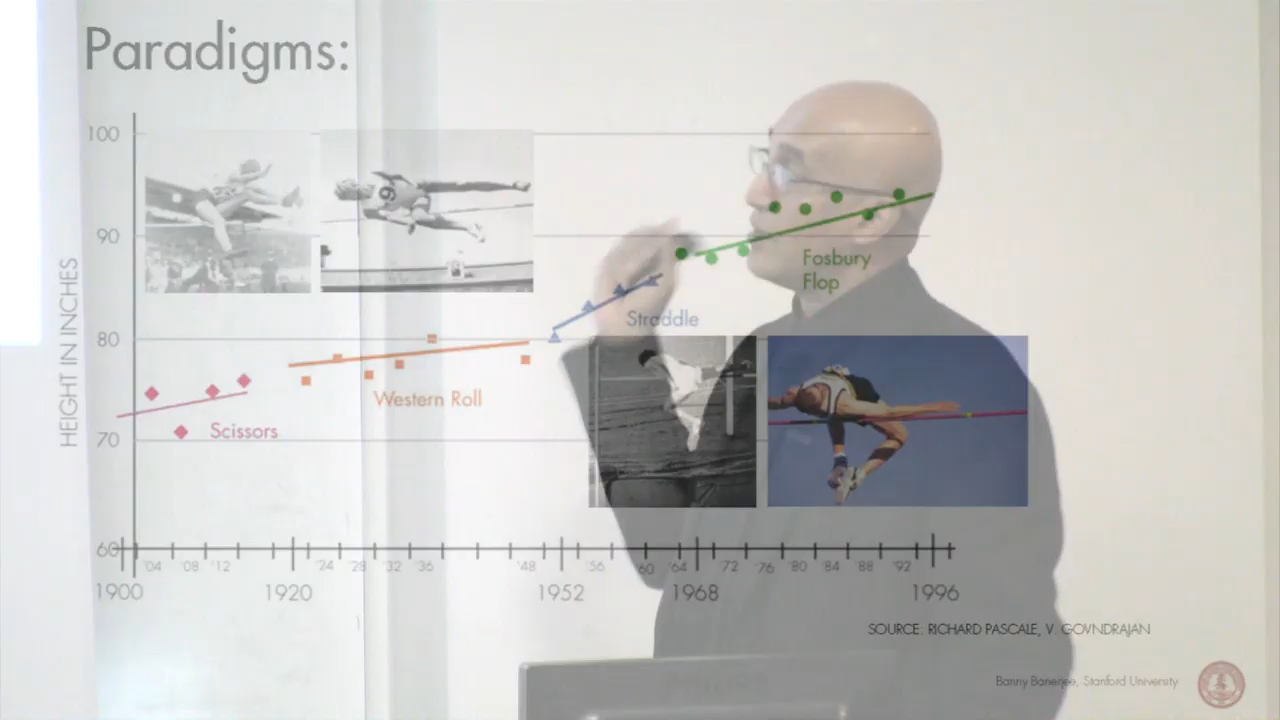 Paradigms:
100
90
80
70
60
HEIGHT IN INCHES
Scissors
Western Roll
Straddle
Fosbury
Flop
'04 '08 '12 '24 '28 '32 '36 '48 '56 60 '64 '72 '76 '80 '84 '88 '92
1900 1920 1952 1968 1996
SOURCE: RICHARD PASCALE, V. GOVNDRAJAN
Banny Banerjee, Stanford University